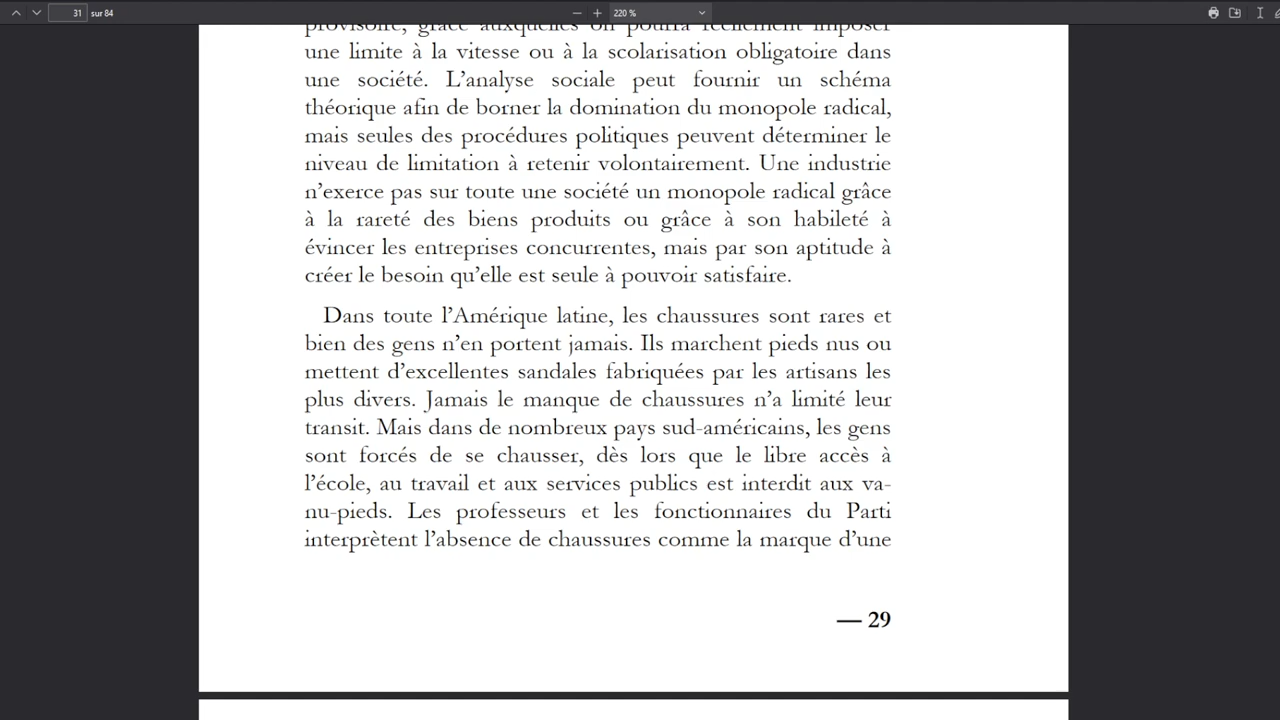 31 sur 84
220 %
provisoire, grâce auxquelles on pourra réellement imposer
une limite à la vitesse ou à la scolarisation obligatoire dans
une société. L’analyse sociale peut fournir un schéma
théorique afin de borner la domination du monopole radical,
mais seules des procédures politiques peuvent déterminer le
niveau de limitation à retenir volontairement. Une industrie
n’exerce pas sur toute une société un monopole radical grâce
à la rareté des biens produits ou grâce à son habileté à
évincer les entreprises concurrentes, mais par son aptitude à
créer le besoin qu’elle est seule à pouvoir satisfaire.
Dans toute l’Amérique latine, les chaussures sont rares et
bien des gens n’en portent jamais. Ils marchent pieds nus ou
mettent d’excellentes sandales fabriquées par les artisans les
plus divers. Jamais le manque de chaussures n’a limité leur
transit. Mais dans de nombreux pays sud-américains, les gens
sont forcés de se chausser, dès lors que le libre accès à
l’école, au travail et aux services publics est interdit aux va-
nu-pieds. Les professeurs et les fonctionnaires du Parti
interprètent l’absence de chaussures comme la marque d’une
— 29